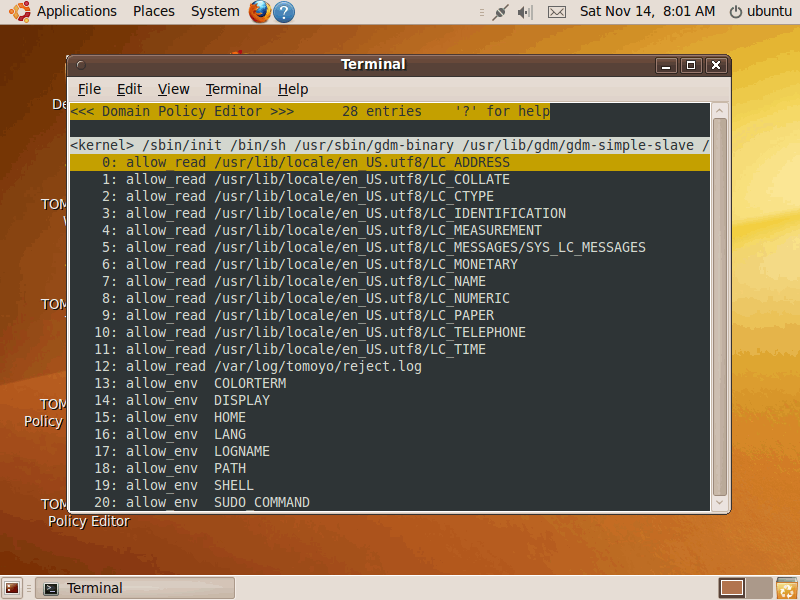 Applications Places System Sat Nov 14, 8:01 AM ubuntu
Terminal
File Edit View Terminal Help
<<< Domain Policy Editor >>> 28 entries '?' for help
<kernel> /sbin/init /bin/sh /usr/sbin/gdm-binary /usr/lib/gdm/gdm-simple-slave /
0: allow_read /usr/lib/locale/en_US.utf8/LC_ADDRESS
1: allow_read /usr/lib/locale/en_US.utf8/LC_COLLATE
2: allow_read /usr/lib/locale/en_US.utf8/LC_CTYPE
3: allow_read /usr/lib/locale/en_US.utf8/LC_IDENTIFICATION
4: allow_read /usr/lib/locale/en_US.utf8/LC_MEASUREMENT
5: allow_read /usr/lib/locale/en_US.utf8/LC_MESSAGES/SYS_LC_MESSAGES
6: allow_read /usr/lib/locale/en_US.utf8/LC_MONETARY
7: allow_read /usr/lib/locale/en_US.utf8/LC_NAME
8: allow_read /usr/lib/locale/en_US.utf8/LC_NUMERIC
9: allow_read /usr/lib/locale/en_US.utf8/LC_PAPER
10: allow_read /usr/lib/locale/en_US.utf8/LC_TELEPHONE
11: allow_read /usr/lib/locale/en_US.utf8/LC_TIME
12: allow_read /var/log/tomoyo/reject.log
13: allow_env COLORTERM
14: allow_env DISPLAY
15: allow_env HOME
16: allow_env LANG
17: allow_env LOGNAME
18: allow_env PATH
19: allow_env SHELL
20: allow_env SUDO_COMMAND
Policy
Policy Editor
Terminal